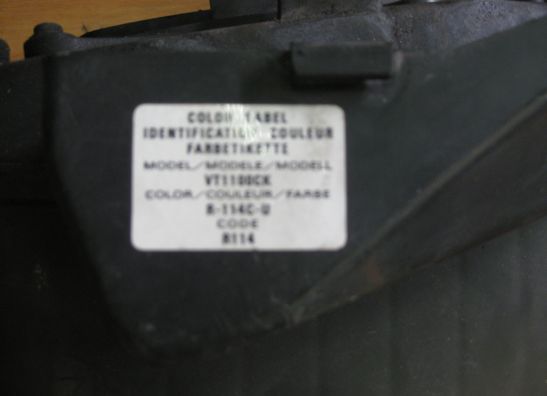 COLOR LABEL
IDENTIFICATION COULEUR
FARBETIKETTE
MODEL/MODELE/MODELL
VT1100CK
COLOR/COULEUR/FARBE
R-114C-U
CODE
R114